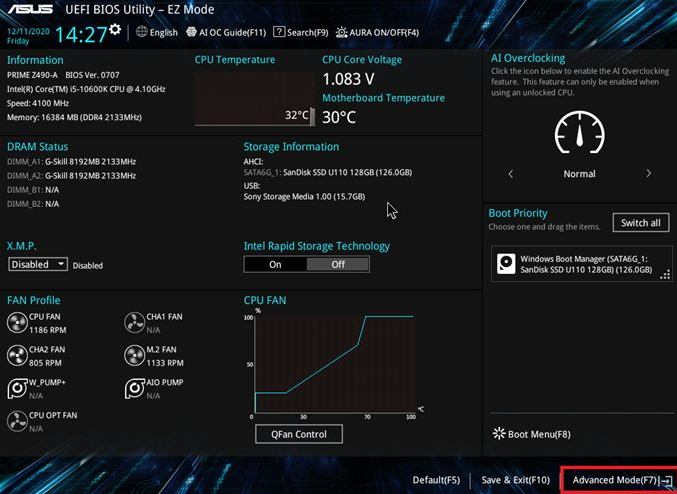 ASUS UEFI BIOS Utility – EZ Mode
12/11/2020
Friday
14:27
English
AI OC Guide(F11)
Search(F9)
AURA ON/OFF(F4)
Information
PRIME Z490-A BIOS Ver. 0707
Intel(R) Core(TM) i5-10600K CPU @ 4.10GHz
Speed: 4100 MHz
Memory: 16384 MB (DDR4 2133MHz)
CPU Temperature
32°C
CPU Core Voltage
1.083 V
Motherboard Temperature
30°C
DRAM Status
DIMM_A1: G-Skill 8192MB 2133MHz
DIMM_A2: G-Skill 8192MB 2133MHz
DIMM_B1: N/A
DIMM_B2: N/A
Storage Information
AHCI:
SATA6G_1: SanDisk SSD U110 128GB (126.0GB)
USB:
Sony Storage Media 1.00 (15.7GB)
X.M.P.
Disabled
Disabled
Intel Rapid Storage Technology
On
Off
FAN Profile
CPU FAN
1186 RPM
CHA1 FAN
N/A
CHA2 FAN
805 RPM
M.2 FAN
1133 RPM
W_PUMP+
N/A
AIO PUMP
N/A
CPU OPT FAN
N/A
CPU FAN
%
100
50
0
30
70
100
°C
QFan Control
AI Overclocking
Click the icon below to enable the AI Overclocking
feature. This feature can only be enabled when
using an unlocked CPU.
Normal
Boot Priority
Choose one and drag the items.
Switch all
Windows Boot Manager (SATA6G_1:
SanDisk SSD U110 128GB) (126.0GB)
Boot Menu(F8)
Default(F5)
Save & Exit(F10)
Advanced Mode(F7)